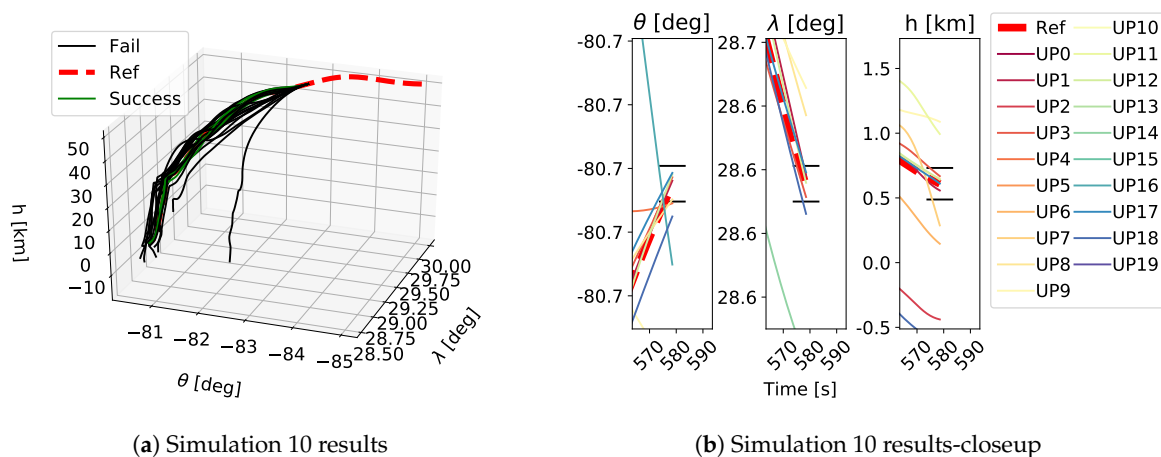 Fail
Ref
Success
50
40
30
20
10
0
−10
h [km]
−81
−82
−83
−84
−85
θ [deg]
30.00
29.75
29.50
29.25
29.00
28.75
28.50
λ [deg]
(a) Simulation 10 results
θ [deg]
-80.7
-80.7
-80.7
-80.7
-80.7
570
580
590
λ [deg]
28.7
28.6
28.6
28.6
28.6
570
580
590
Time [s]
h [km]
1.5
1.0
0.5
0.0
-0.5
570
580
590
Ref
UP0
UP1
UP2
UP3
UP4
UP5
UP6
UP7
UP8
UP9
UP10
UP11
UP12
UP13
UP14
UP15
UP16
UP17
UP18
UP19
(b) Simulation 10 results-closeup